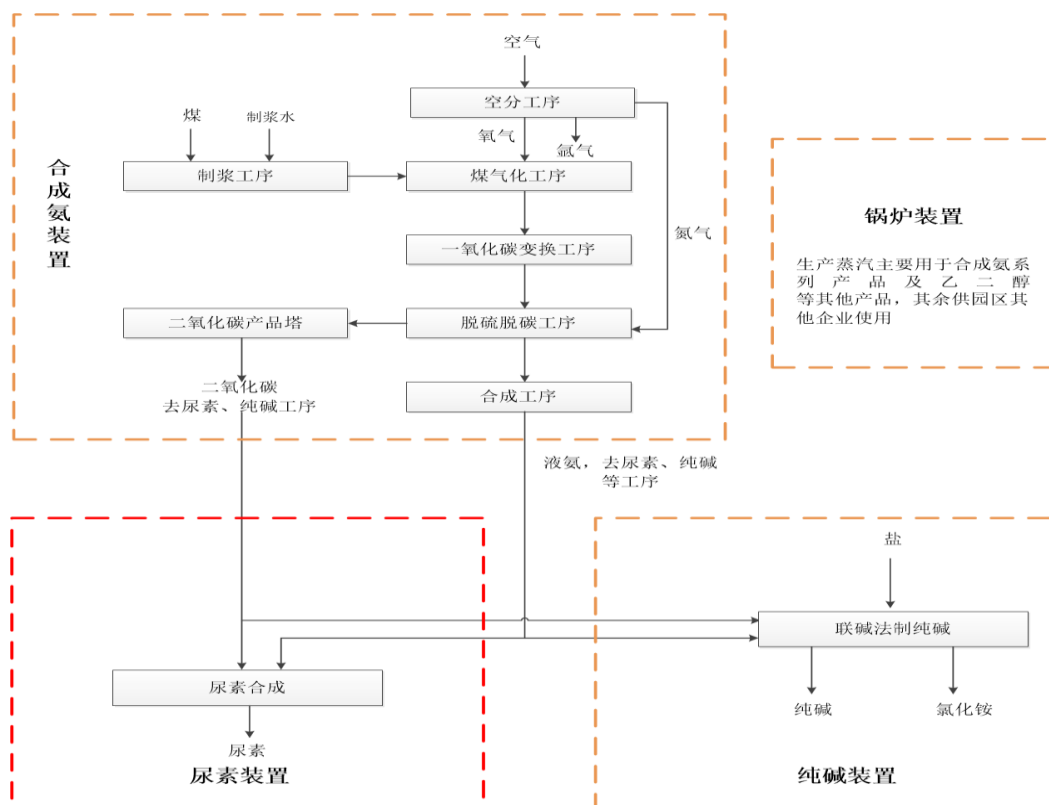 空气
空分工序
煤
制浆水
氧气
氩气
合成氨装置
制浆工序
煤气化工序
氮气
一氧化碳变换工序
二氧化碳产品塔
脱硫脱碳工序
二氧化碳
去尿素、纯碱工序
合成工序
液氨，去尿素、纯碱
等工序
锅炉装置
生产蒸汽主要用于合成氨系
列产品及乙二醇
等其他产品，其余供园区其
他企业使用
盐
联碱法制纯碱
纯碱
氯化铵
纯碱装置
尿素合成
尿素
尿素装置